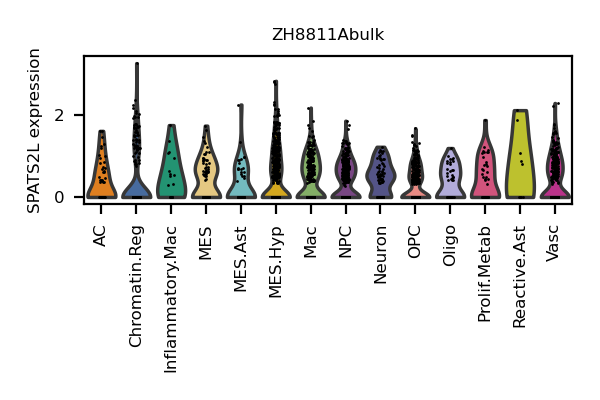 ZH8811Abulk
SPATS2L expression
2
0
AC
Chromatin.Reg
Inflammatory.Mac
MES
MES.Ast
MES.Hyp
Mac
NPC
Neuron
OPC
Oligo
Prolif.Metab
Reactive.Ast
Vasc